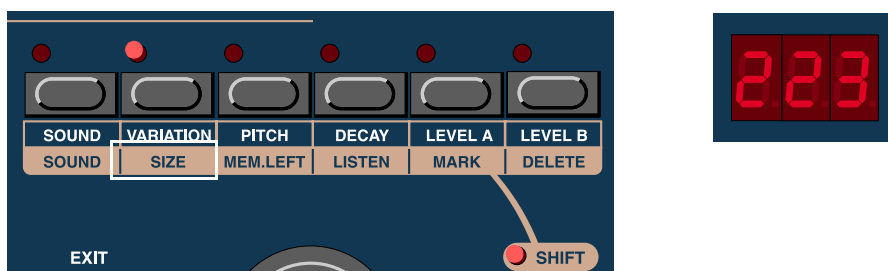 223
SOUND VARIATION PITCH DECAY LEVEL A LEVEL B
SOUND SIZE MEM.LEFT LISTEN MARK DELETE
EXIT SHIFT